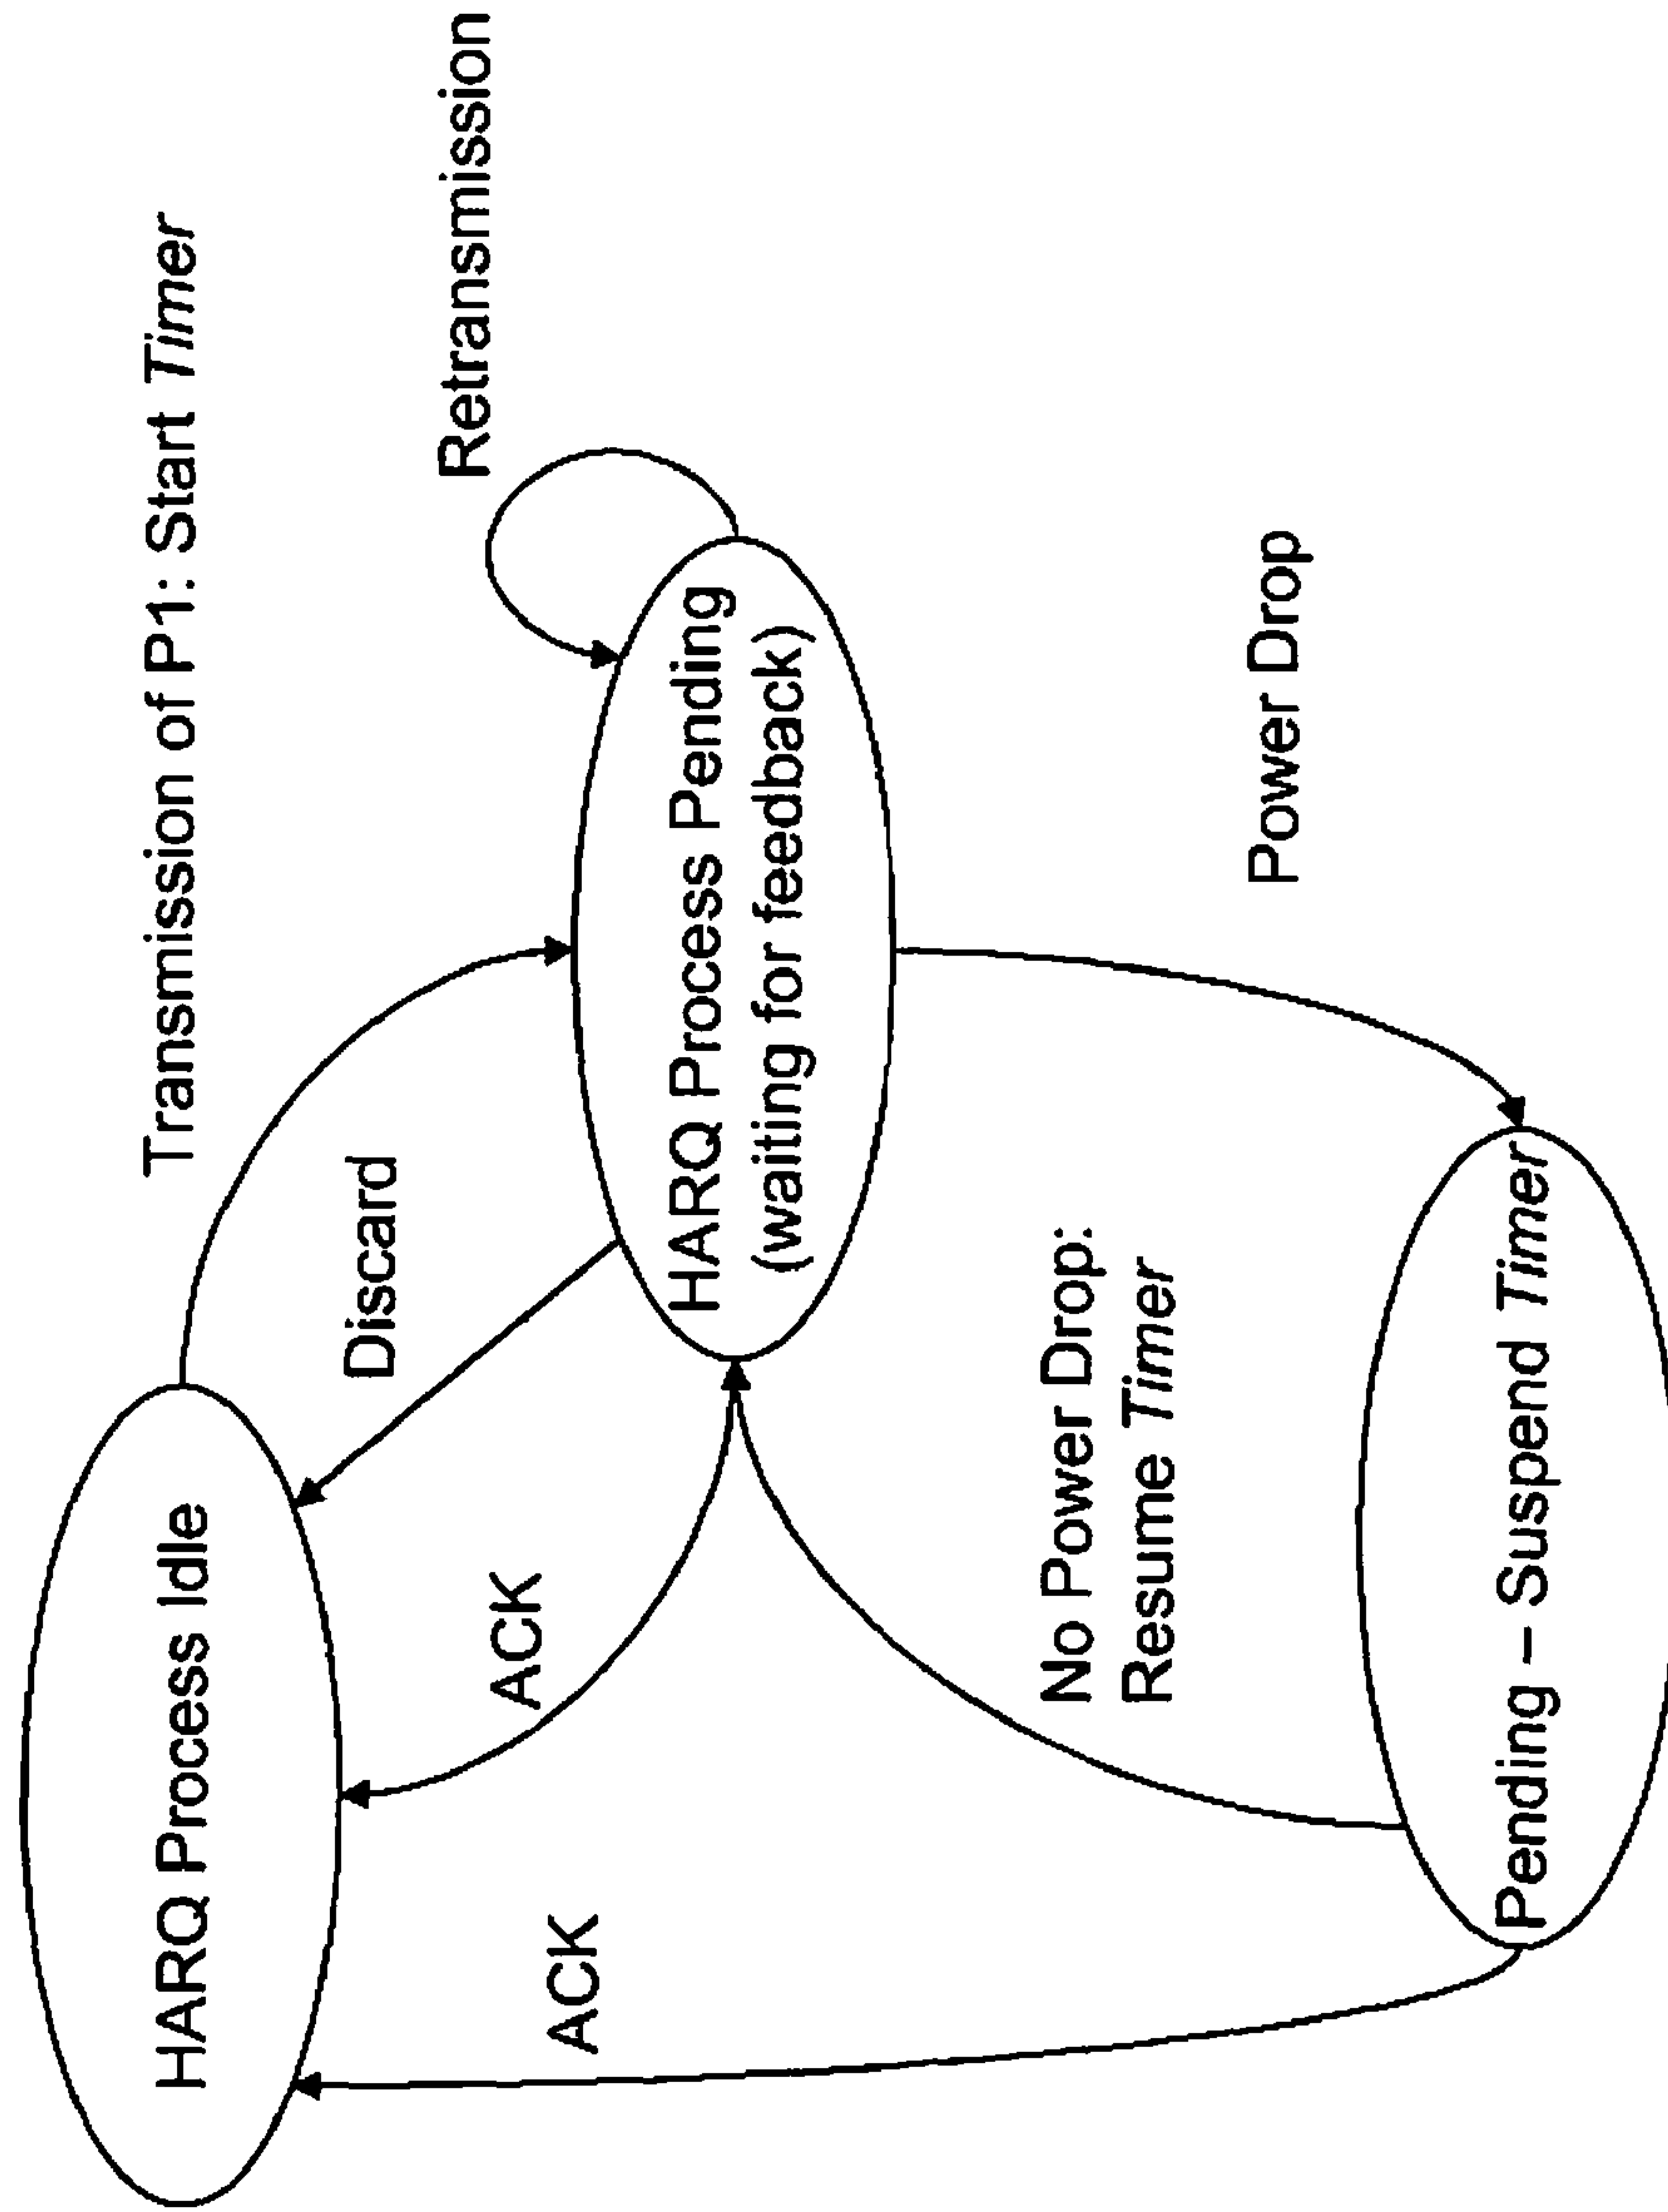 Transmission of P1: Start Timer
HARQ Process Idle
Discard
Retransmission
ACK
HARQ Process Pending
(waiting for feedback)
ACK
No Power Drop:
Resume Timer
Power Drop
Pending – Suspend Timer